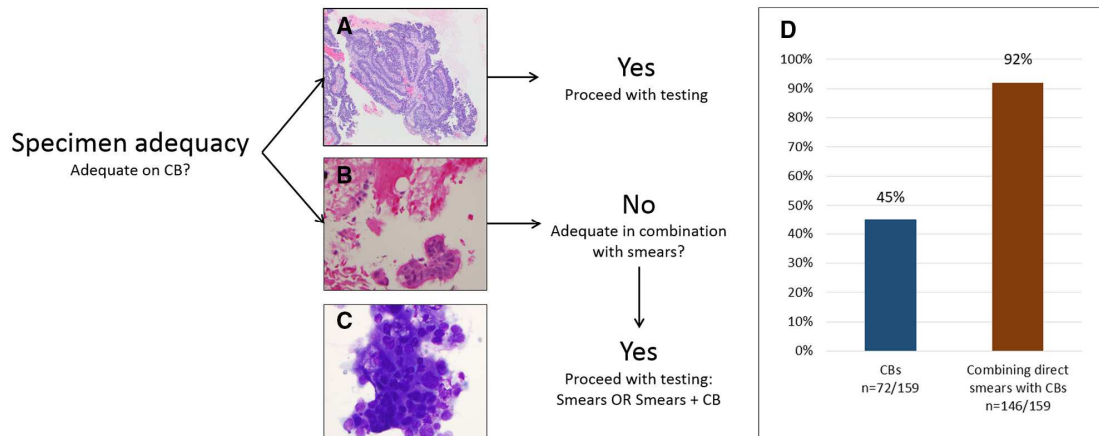 Specimen adequacy
Adequate on CB?
A
Yes
Proceed with testing
B
No
Adequate in combination
with smears?
C
Yes
Proceed with testing:
Smears OR Smears + CB
D
100%
90%
80%
70%
60%
50%
40%
30%
20%
10%
0%
45%
92%
CBs
n=72/159
Combining direct
smears with CBs
n=146/159